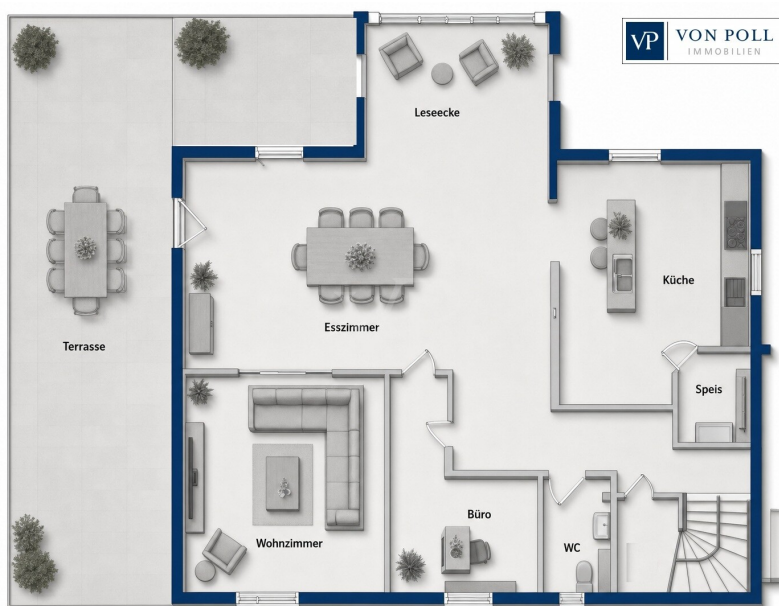 VP VON POLL
IMMOBILIEN
Leseecke
Küche
Esszimmer
Terrasse
Speis
Büro
Wohnzimmer
WC